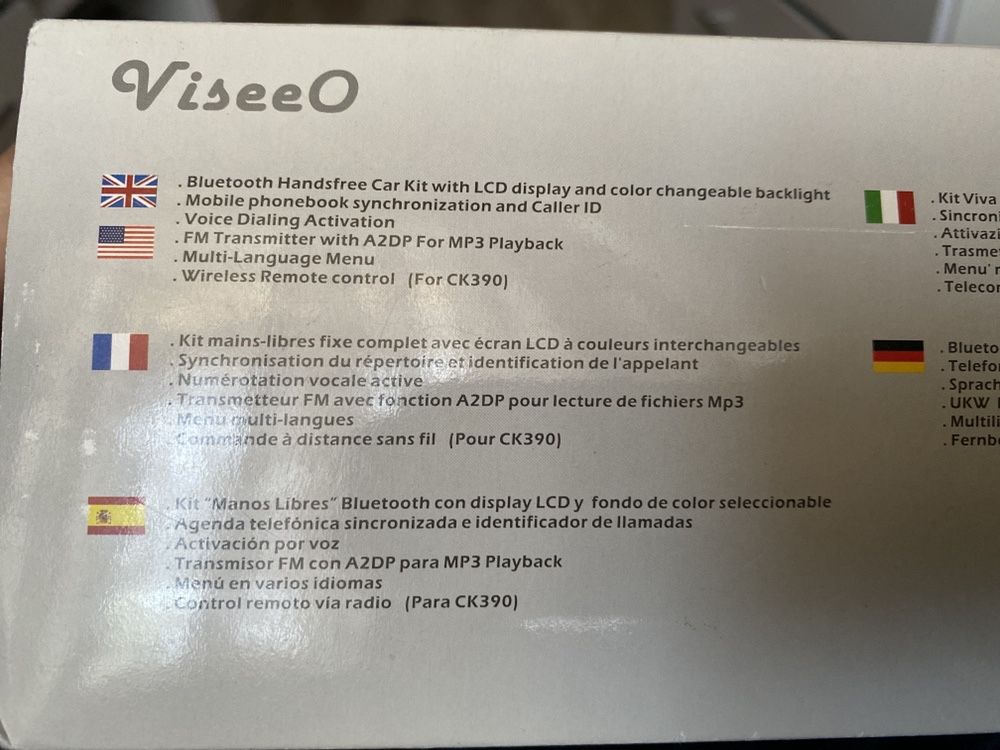 ViseeO
. Bluetooth Handsfree Car Kit with LCD display and color changeable backlight
. Mobile phonebook synchronization and Caller ID
. Voice Dialing Activation
. FM Transmitter with A2DP For MP3 Playback
. Multi-Language Menu
. Wireless Remote control (For CK390)
. Kit mains-libres fixe complet avec écran LCD à couleurs interchangeables
. Synchronisation du répertoire et identification de l'appelant
. Numérotation vocale active
. Transmetteur FM avec fonction A2DP pour lecture de fichiers Mp3
. Menu multi-langues
. Commande à distance sans fil (Pour CK390)
. Kit "Manos Libres" Bluetooth con display LCD y fondo de color seleccionable
. Agenda telefónica sincronizada e identificador de llamadas
. Activación por voz
. Transmisor FM con A2DP para MP3 Playback
. Menú en varios idiomas
. Control remoto vía radio (Para CK390)
. Kit Viva
. Sincroni
. Attivazi
. Trasme
. Menu'
. Telecor
. Blueto
. Telefo
. Sprach
. UKW
. Multili
. Fernb